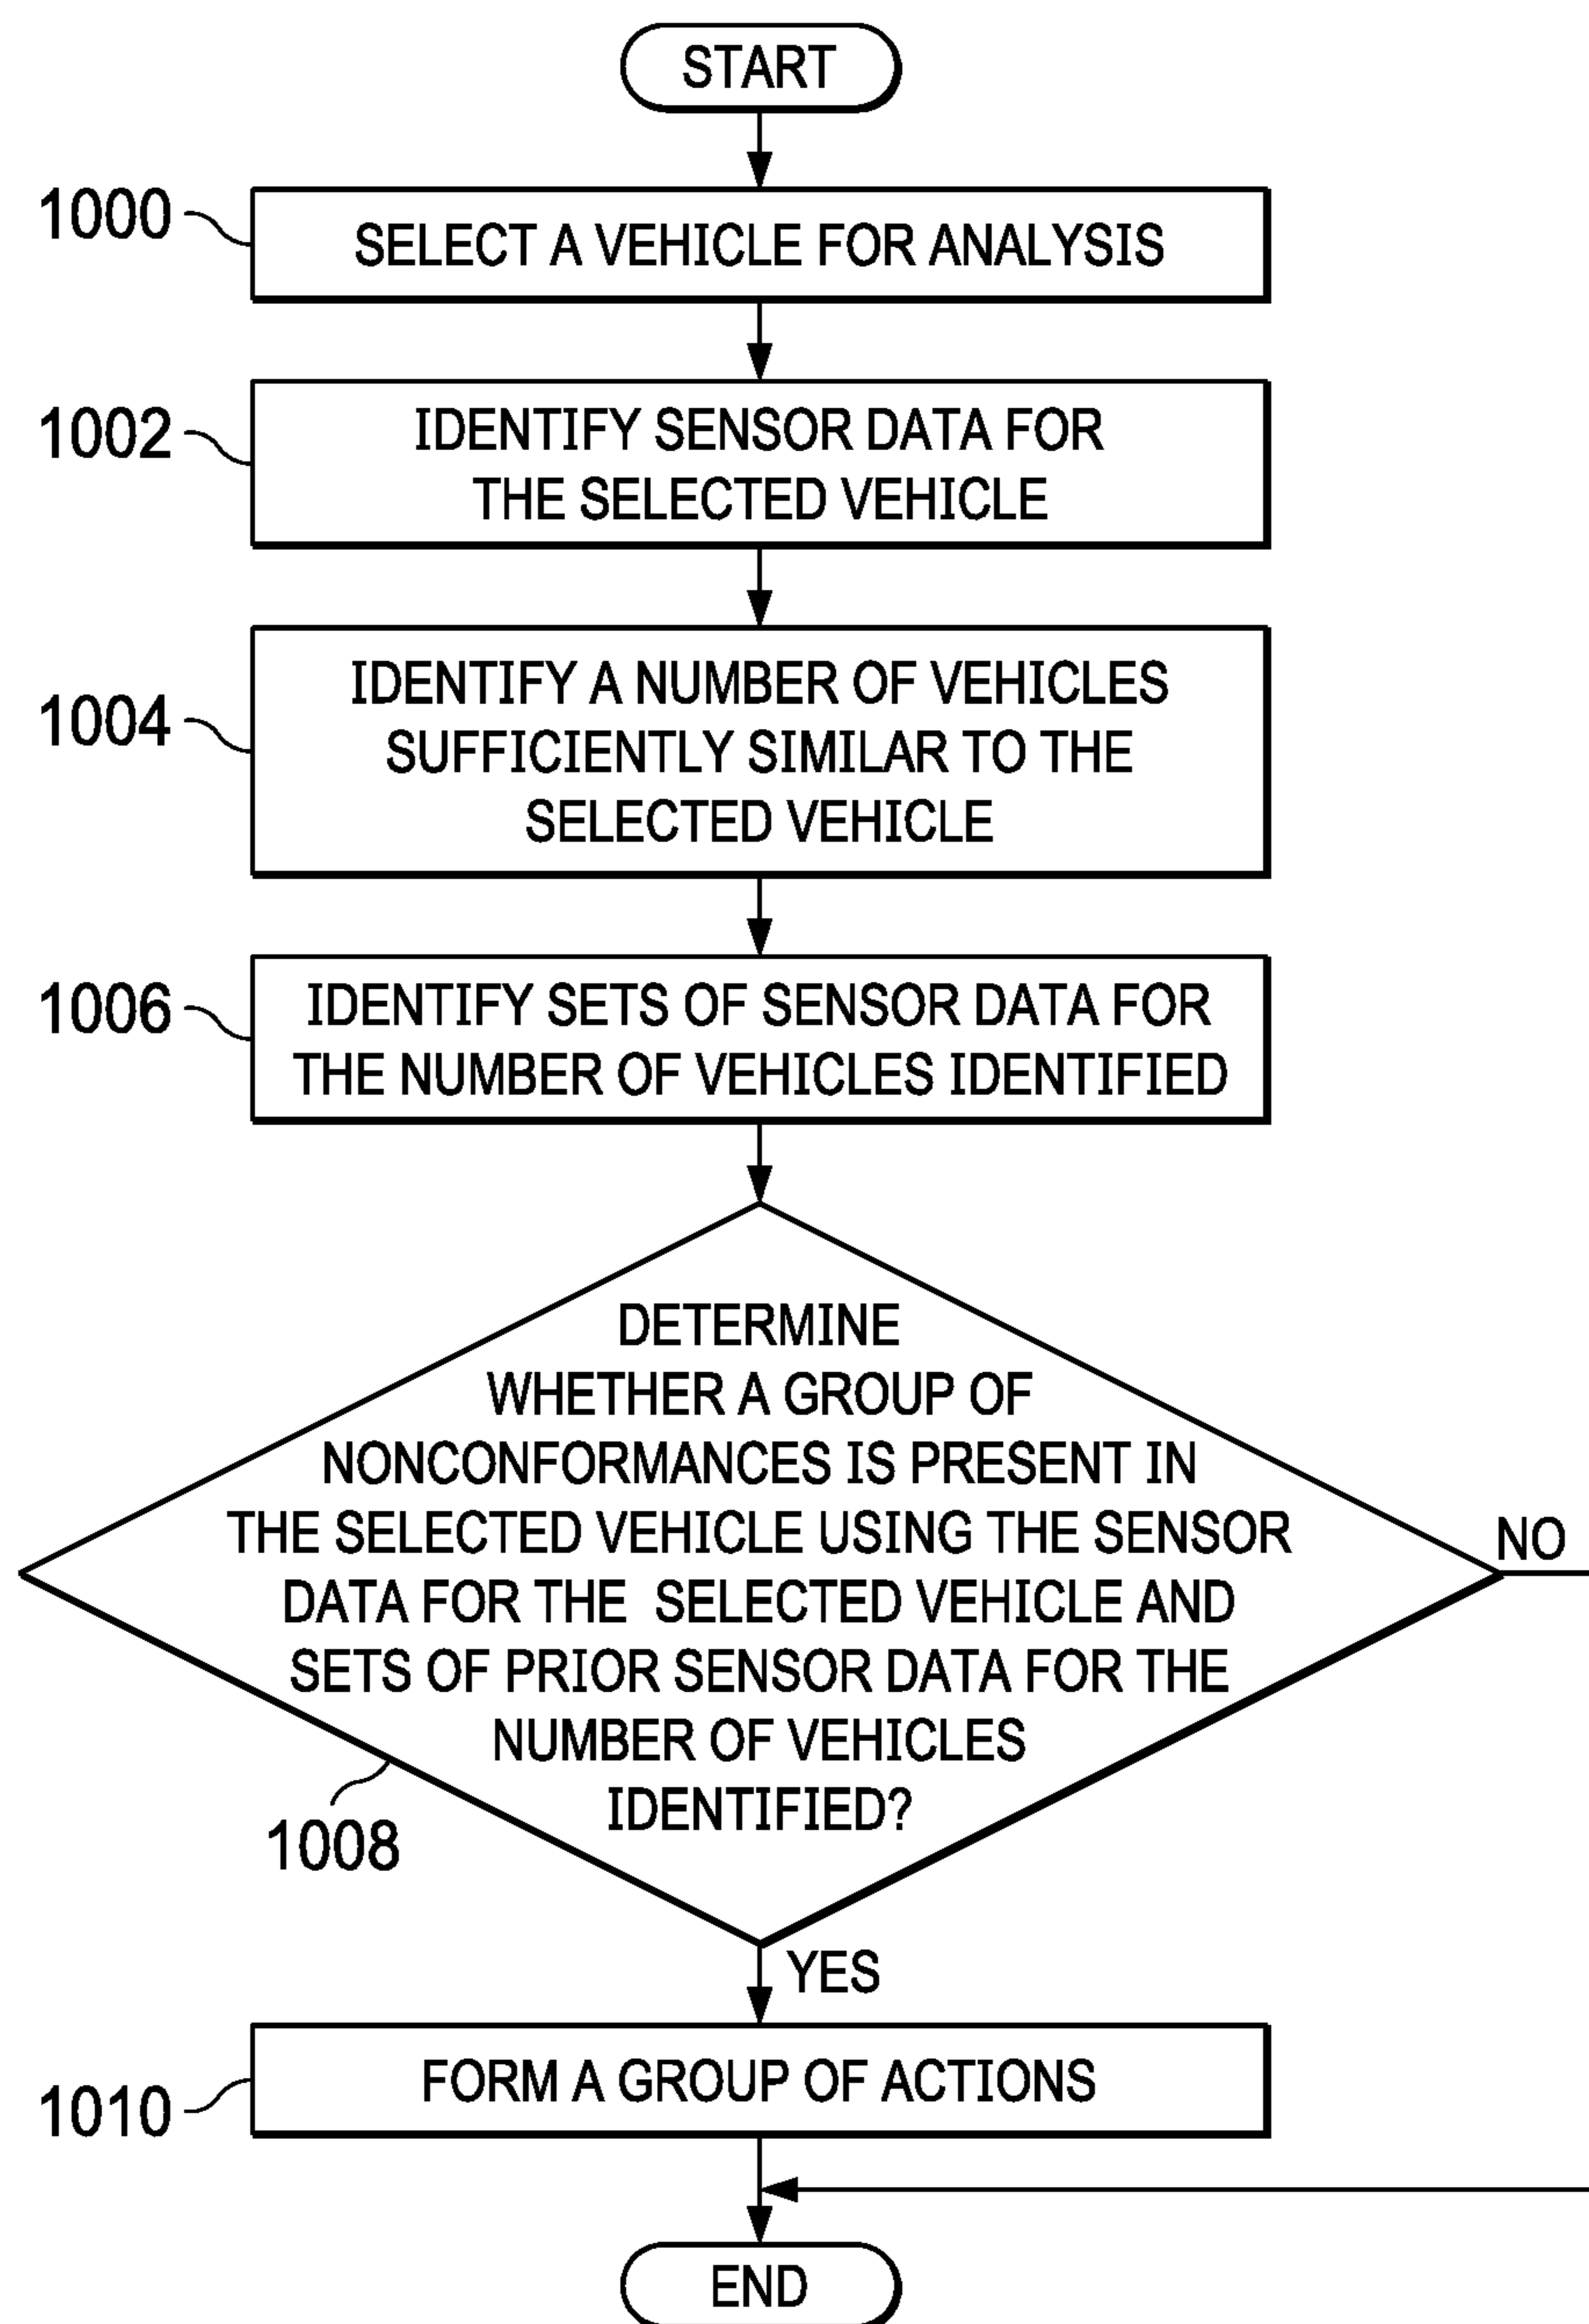 START
1000
SELECT A VEHICLE FOR ANALYSIS
1002
IDENTIFY SENSOR DATA FOR
THE SELECTED VEHICLE
1004
IDENTIFY A NUMBER OF VEHICLES
SUFFICIENTLY SIMILAR TO THE
SELECTED VEHICLE
1006
IDENTIFY SETS OF SENSOR DATA FOR
THE NUMBER OF VEHICLES IDENTIFIED
DETERMINE
WHETHER A GROUP OF
NONCONFORMANCES IS PRESENT IN
THE SELECTED VEHICLE USING THE SENSOR
DATA FOR THE SELECTED VEHICLE AND
SETS OF PRIOR SENSOR DATA FOR THE
NUMBER OF VEHICLES
IDENTIFIED?
NO
1008
YES
FORM A GROUP OF ACTIONS
1010
END